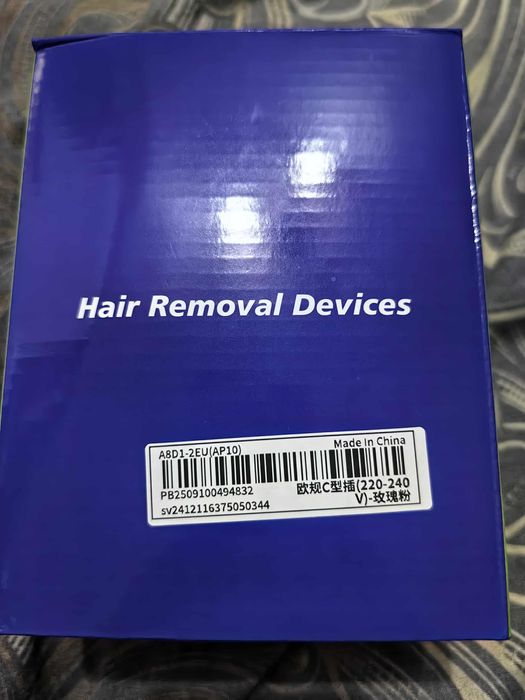 Hair Removal Devices
A8D1-2EU(AP10)
Made In China
PB2509100494832
欧规C型插(220-240
V)-玫瑰粉
sv2412116375050344